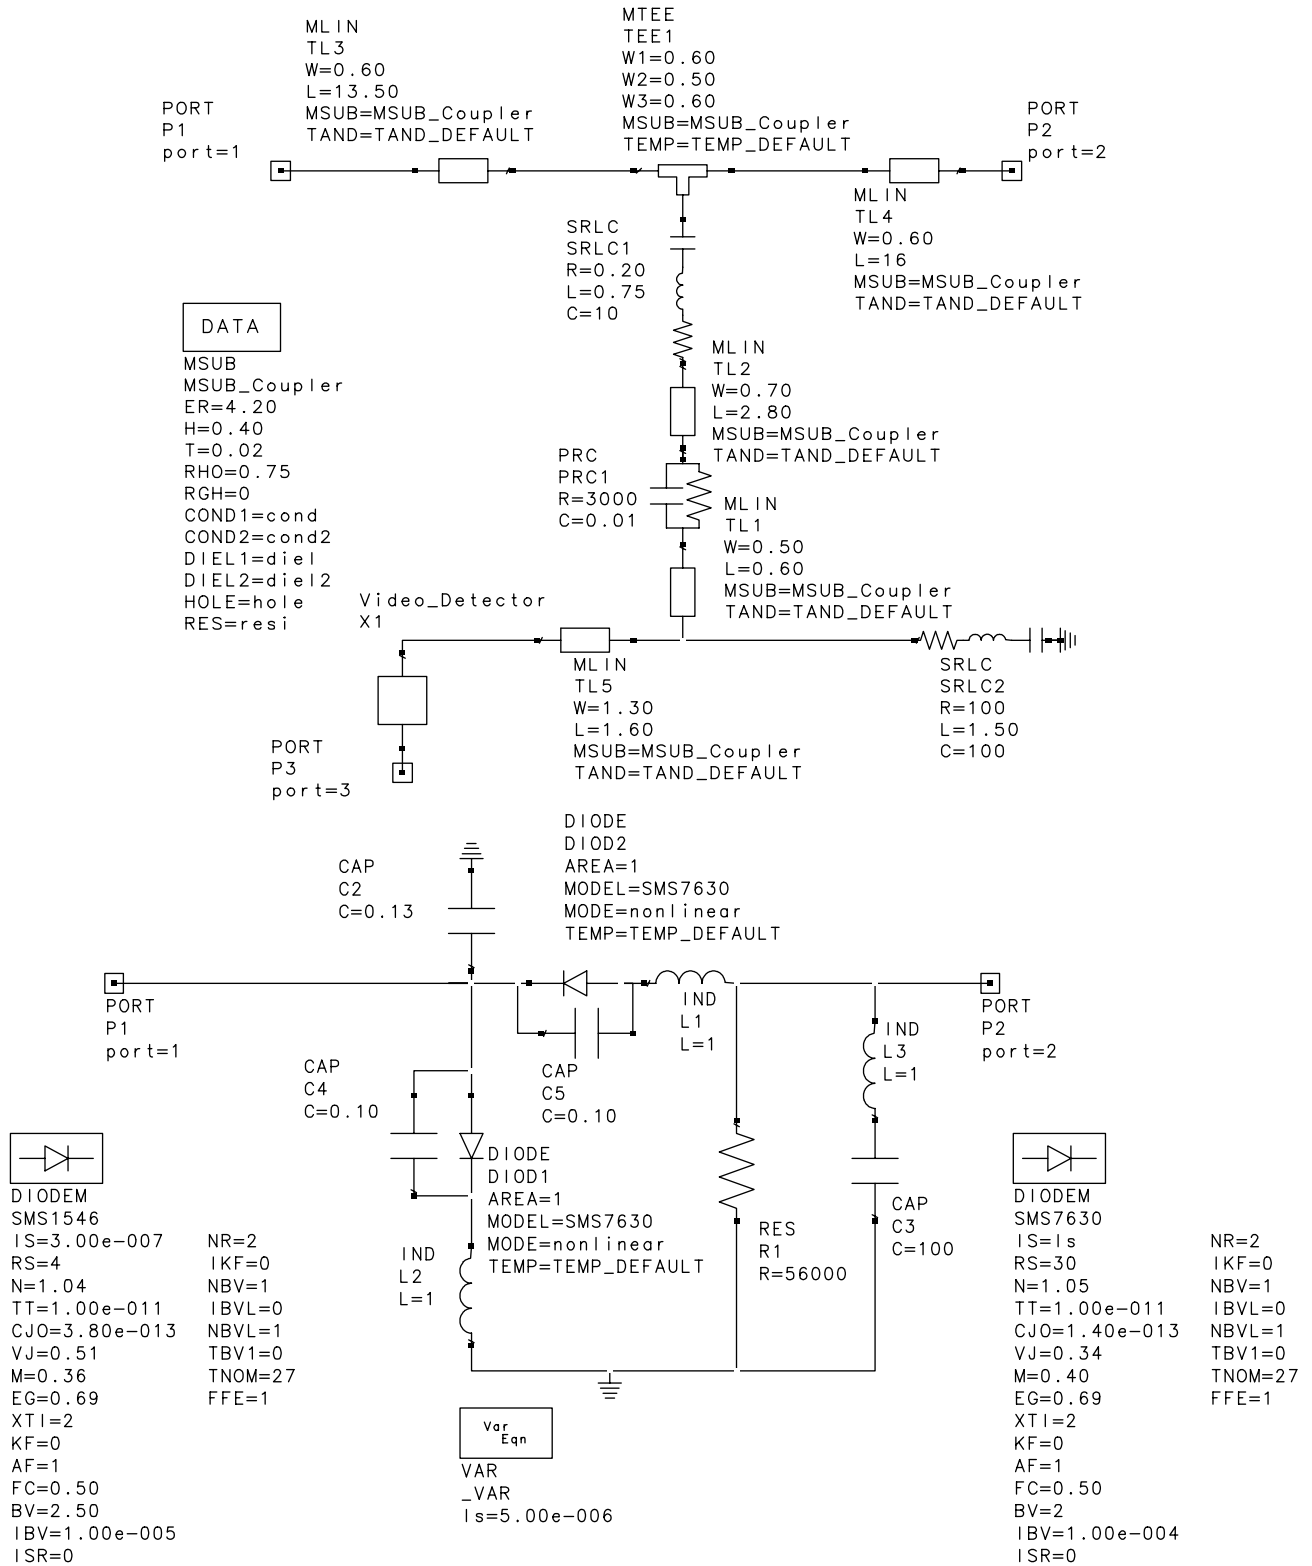 MLIN
TL3
W=0.60
L=13.50
MSUB=MSUB_Coupler
TAND=TAND_DEFAULT
MTEE
TEE1
W1=0.60
W2=0.50
W3=0.60
MSUB=MSUB_Coupler
TEMP=TEMP_DEFAULT
PORT
P1
port=1
PORT
P2
port=2
MLIN
TL4
W=0.60
L=16
MSUB=MSUB_Coupler
TAND=TAND_DEFAULT
SRLC
SRLC1
R=0.20
L=0.75
C=10
DATA
MSUB
MSUB_Coupler
ER=4.20
H=0.40
T=0.02
RHO=0.75
RGH=0
COND1=cond
COND2=cond2
DIEL1=diel
DIEL2=diel2
HOLE=hole
RES=resi
MLIN
TL2
W=0.70
L=2.80
MSUB=MSUB_Coupler
TAND=TAND_DEFAULT
PRC
PRC1
R=3000
C=0.01
MLIN
TL1
W=0.50
L=0.60
MSUB=MSUB_Coupler
TAND=TAND_DEFAULT
Video_Detector
X1
MLIN
TL5
W=1.30
L=1.60
MSUB=MSUB_Coupler
TAND=TAND_DEFAULT
SRLC
SRLC2
R=100
L=1.50
C=100
PORT
P3
port=3
DIODE
DIOD2
AREA=1
MODEL=SMS7630
MODE=nonlinear
TEMP=TEMP_DEFAULT
CAP
C2
C=0.13
PORT
P1
port=1
IND
L1
L=1
PORT
P2
port=2
IND
L3
L=1
CAP
C4
C=0.10
CAP
C5
C=0.10
DIODE
DIOD1
AREA=1
MODEL=SMS7630
MODE=nonlinear
TEMP=TEMP_DEFAULT
IND
L2
L=1
RES
R1
R=56000
CAP
C3
C=100
DIODEM
SMS1546
IS=3.00e-007
RS=4
N=1.04
TT=1.00e-011
CJO=3.80e-013
VJ=0.51
M=0.36
EG=0.69
XTI=2
KF=0
AF=1
FC=0.50
BV=2.50
IBV=1.00e-005
ISR=0
NR=2
IKF=0
NBV=1
IBVL=0
NBVL=1
TBV1=0
TNOM=27
FFE=1
Var
Eqn
VAR
_VAR
Is=5.00e-006
DIODEM
SMS7630
IS=Is
RS=30
N=1.05
TT=1.00e-011
CJO=1.40e-013
VJ=0.34
M=0.40
EG=0.69
XTI=2
KF=0
AF=1
FC=0.50
BV=2
IBV=1.00e-004
ISR=0
NR=2
IKF=0
NBV=1
IBVL=0
NBVL=1
TBV1=0
TNOM=27
FFE=1